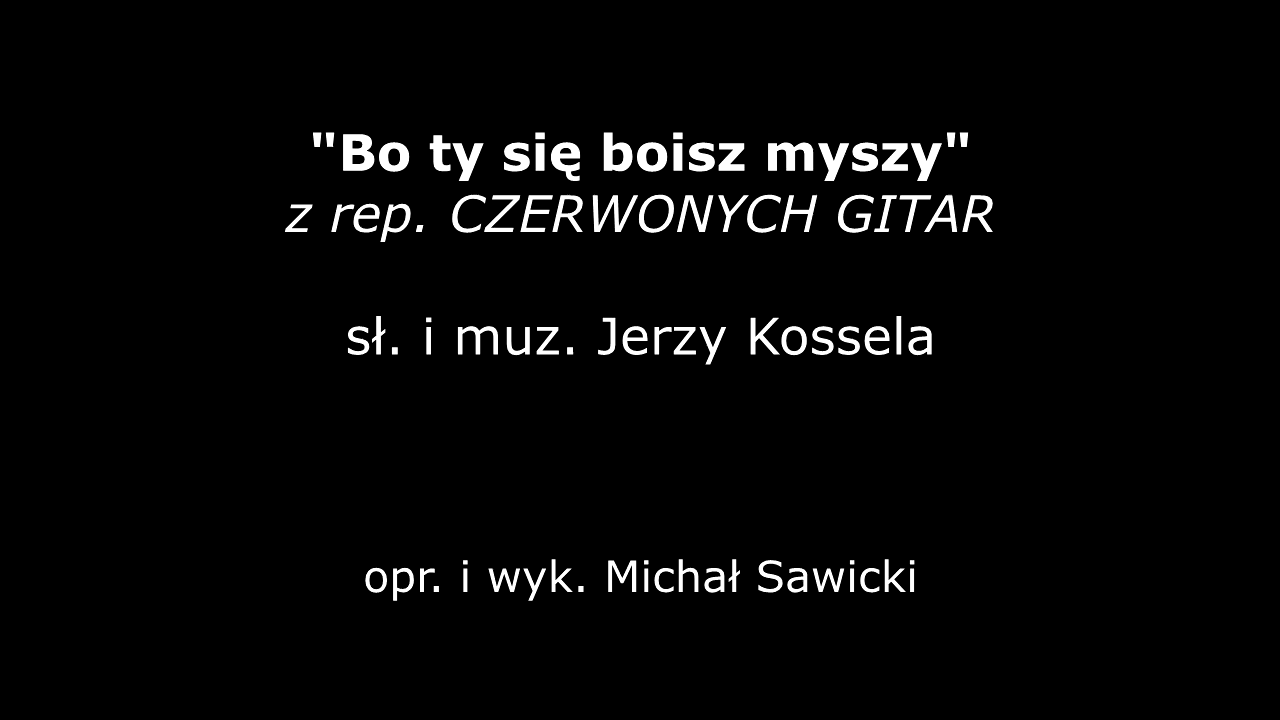 "Bo ty się boisz myszy"
z rep. CZERWONYCH GITAR
sł. i muz. Jerzy Kossela
opr. i wyk. Michał Sawicki